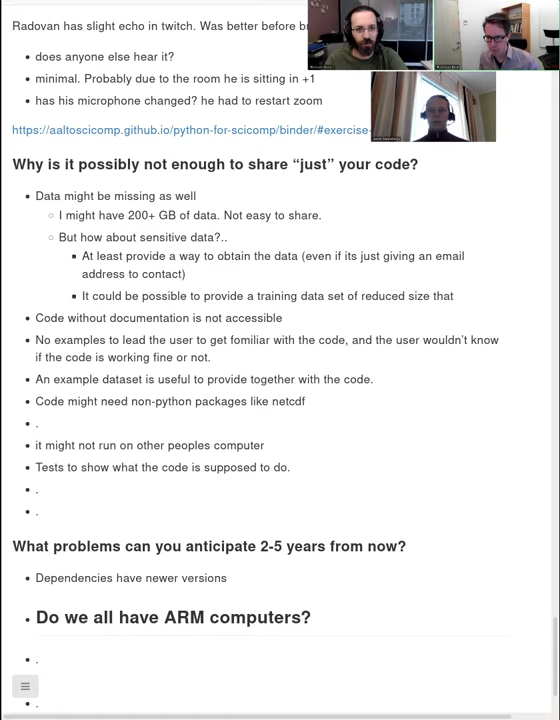 Radovan has slight echo in twitch. Was better before
does anyone else hear it?
minimal. Probably due to the room he is sitting in +1
has his microphone changed? he had to restart zoom
https://aaltoscicomp.github.io/python-for-scicomp/binder/#exercise-
Why is it possibly not enough to share “just” your code?
Data might be missing as well
I might have 200+ GB of data. Not easy to share.
But how about sensitive data?..
At least provide a way to obtain the data (even if its just giving an email
address to contact)
It could be possible to provide a training data set of reduced size that
Code without documentation is not accessible
No examples to lead the user to get fomiliar with the code, and the user wouldn’t know
if the code is working fine or not.
An example dataset is useful to provide together with the code.
Code might need non-python packages like netcdf
.
it might not run on other peoples computer
Tests to show what the code is supposed to do.
.
.
What problems can you anticipate 2-5 years from now?
Dependencies have newer versions
Do we all have ARM computers?
.
.